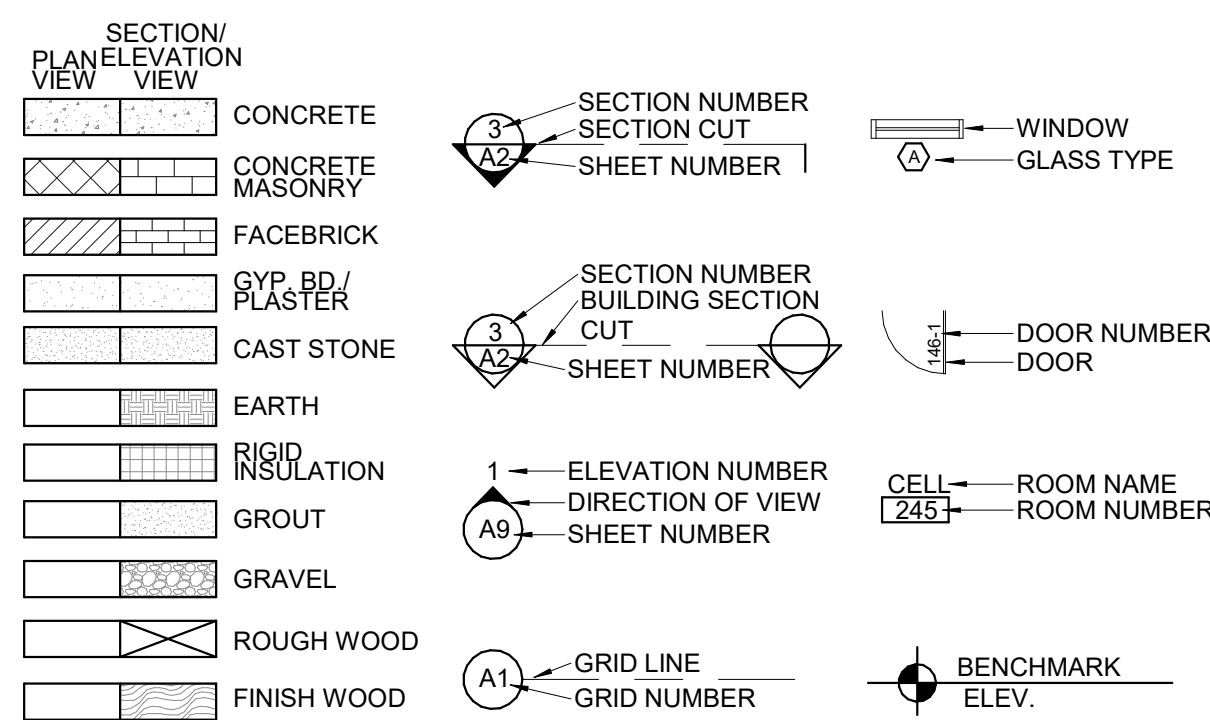 SECTION/
PLAN ELEVATION
VIEW VIEW
CONCRETE
CONCRETE
MASONRY
FACEBRICK
GYP. BD./
PLASTER
CAST STONE
EARTH
RIGID
INSULATION
GROUT
GRAVEL
ROUGH WOOD
FINISH WOOD
SECTION NUMBER
3
SECTION CUT
A2
SHEET NUMBER
SECTION NUMBER
BUILDING SECTION
3
CUT
A2
SHEET NUMBER
1
ELEVATION NUMBER
DIRECTION OF VIEW
A9
SHEET NUMBER
GRID LINE
A1
GRID NUMBER
WINDOW
A
GLASS TYPE
146-1
DOOR NUMBER
DOOR
CELL
ROOM NAME
245
ROOM NUMBER
BENCHMARK
ELEV.